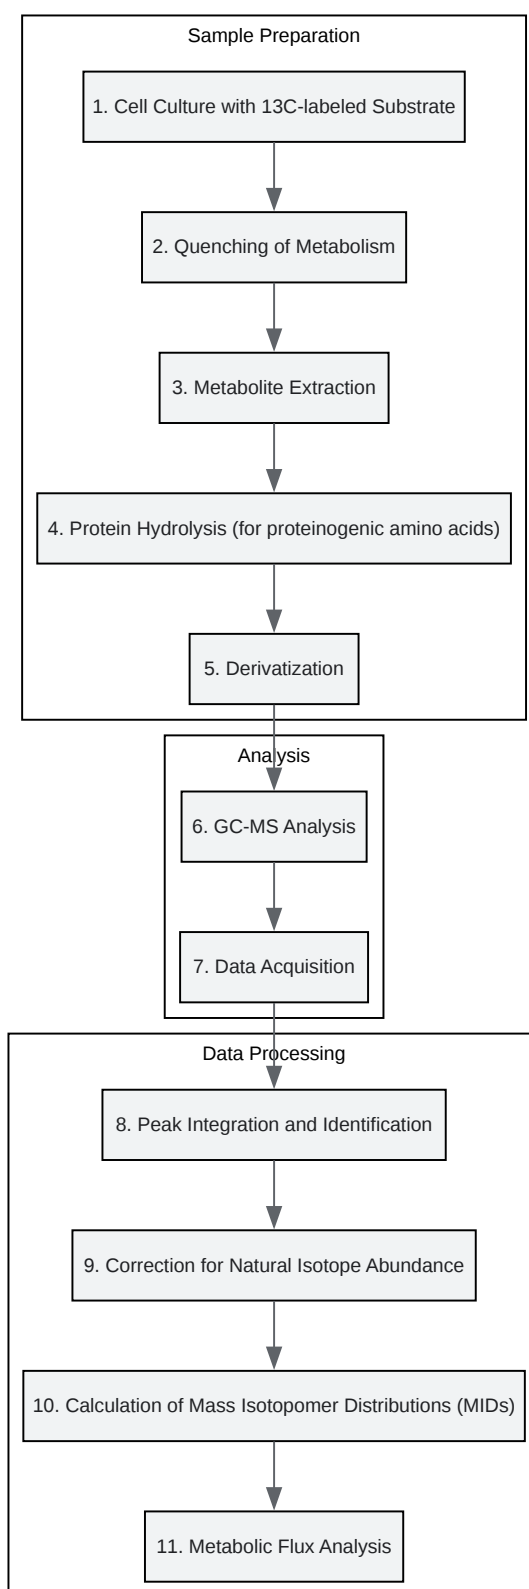 Sample Preparation
1. Cell Culture with 13C-labeled Substrate
2. Quenching of Metabolism
3. Metabolite Extraction
4. Protein Hydrolysis (for proteinogenic amino acids)
5. Derivatization
Analysis
6. GC-MS Analysis
7. Data Acquisition
Data Processing
8. Peak Integration and Identification
9. Correction for Natural Isotope Abundance
10. Calculation of Mass Isotopomer Distributions (MIDs)
11. Metabolic Flux Analysis